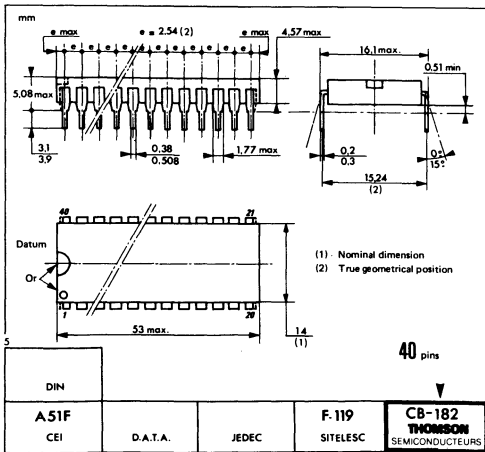 mm
e max e = 2.54 (2) e max
e e e e e e e e e e
4,57 max
16,1 max.
0.51 min
5,08 max
3,1
3,9
0,38
0,508
1,77 max
0,2
0,3
15,24
(2)
0°
15°
40 21
Datum
Or
1 20
53 max.
14
(1)
(1) Nominal dimension
(2) True geometrical position
5
40 pins
DIN
A51F
CEI
D.A.T.A.
JEDEC
F-119
SITELESC
CB-182
THOMSON
SEMICONDUCTEURS